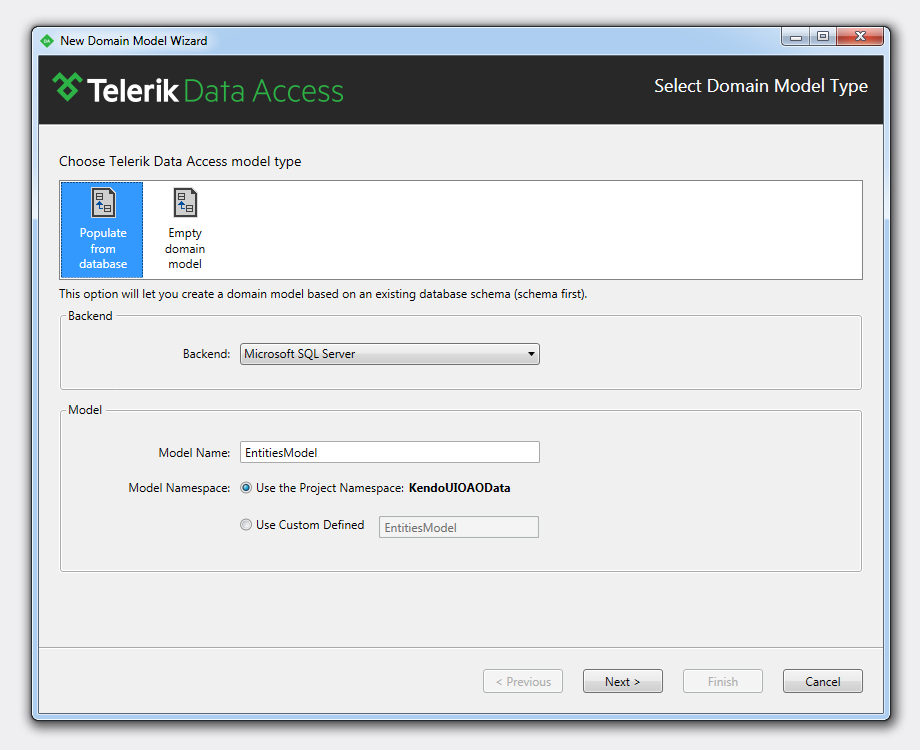 New Domain Model Wizard
Telerik Data Access
Select Domain Model Type
Choose Telerik Data Access model type
Populate
from
database
Empty
domain
model
This option will let you create a domain model based on an existing database schema (schema first).
Backend
Backend: Microsoft SQL Server
Model
Model Name: EntitiesModel
Model Namespace: Use the Project Namespace: KendoUIOAOData
Use Custom Defined EntitiesModel
< Previous Next > Finish Cancel